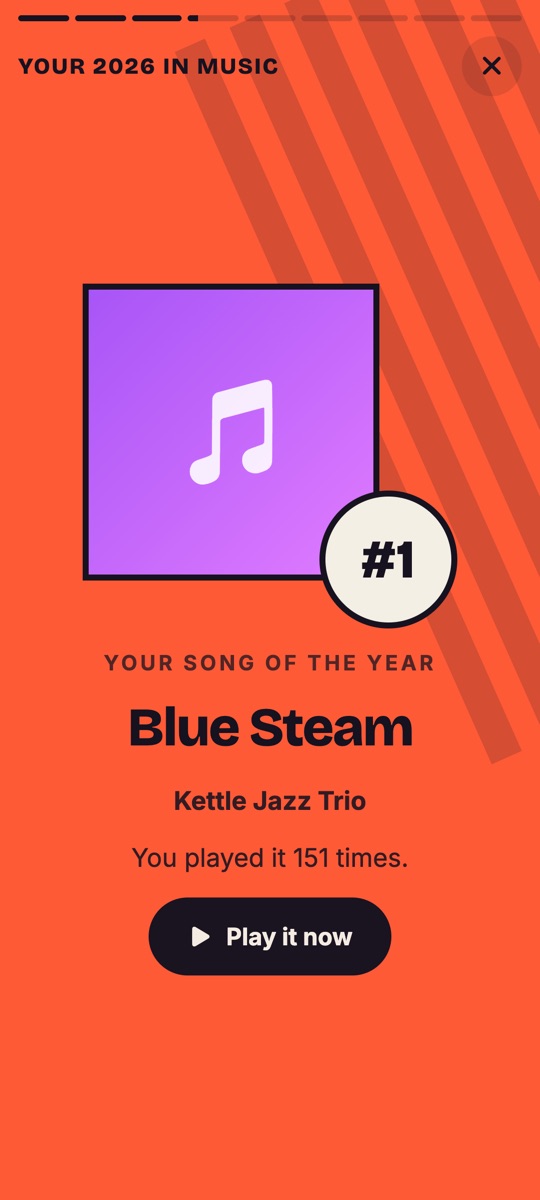 YOUR 2026 IN MUSIC
#1
YOUR SONG OF THE YEAR
Blue Steam
Kettle Jazz Trio
You played it 151 times.
Play it now